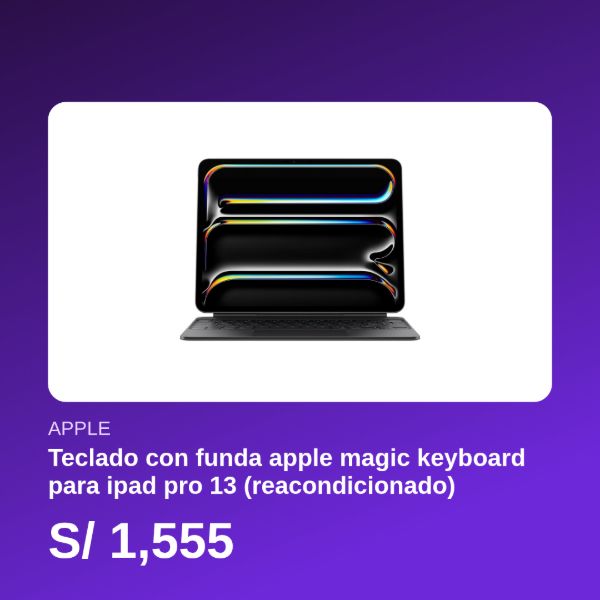 APPLE
Teclado con funda apple magic keyboard
para ipad pro 13 (reacondicionado)
S/ 1,555